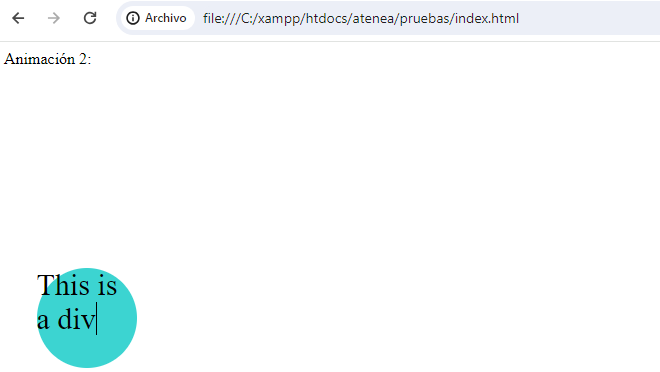 Archivo file:///C:/xampp/htdocs/atenea/pruebas/index.html
Animación 2:
This is
a div